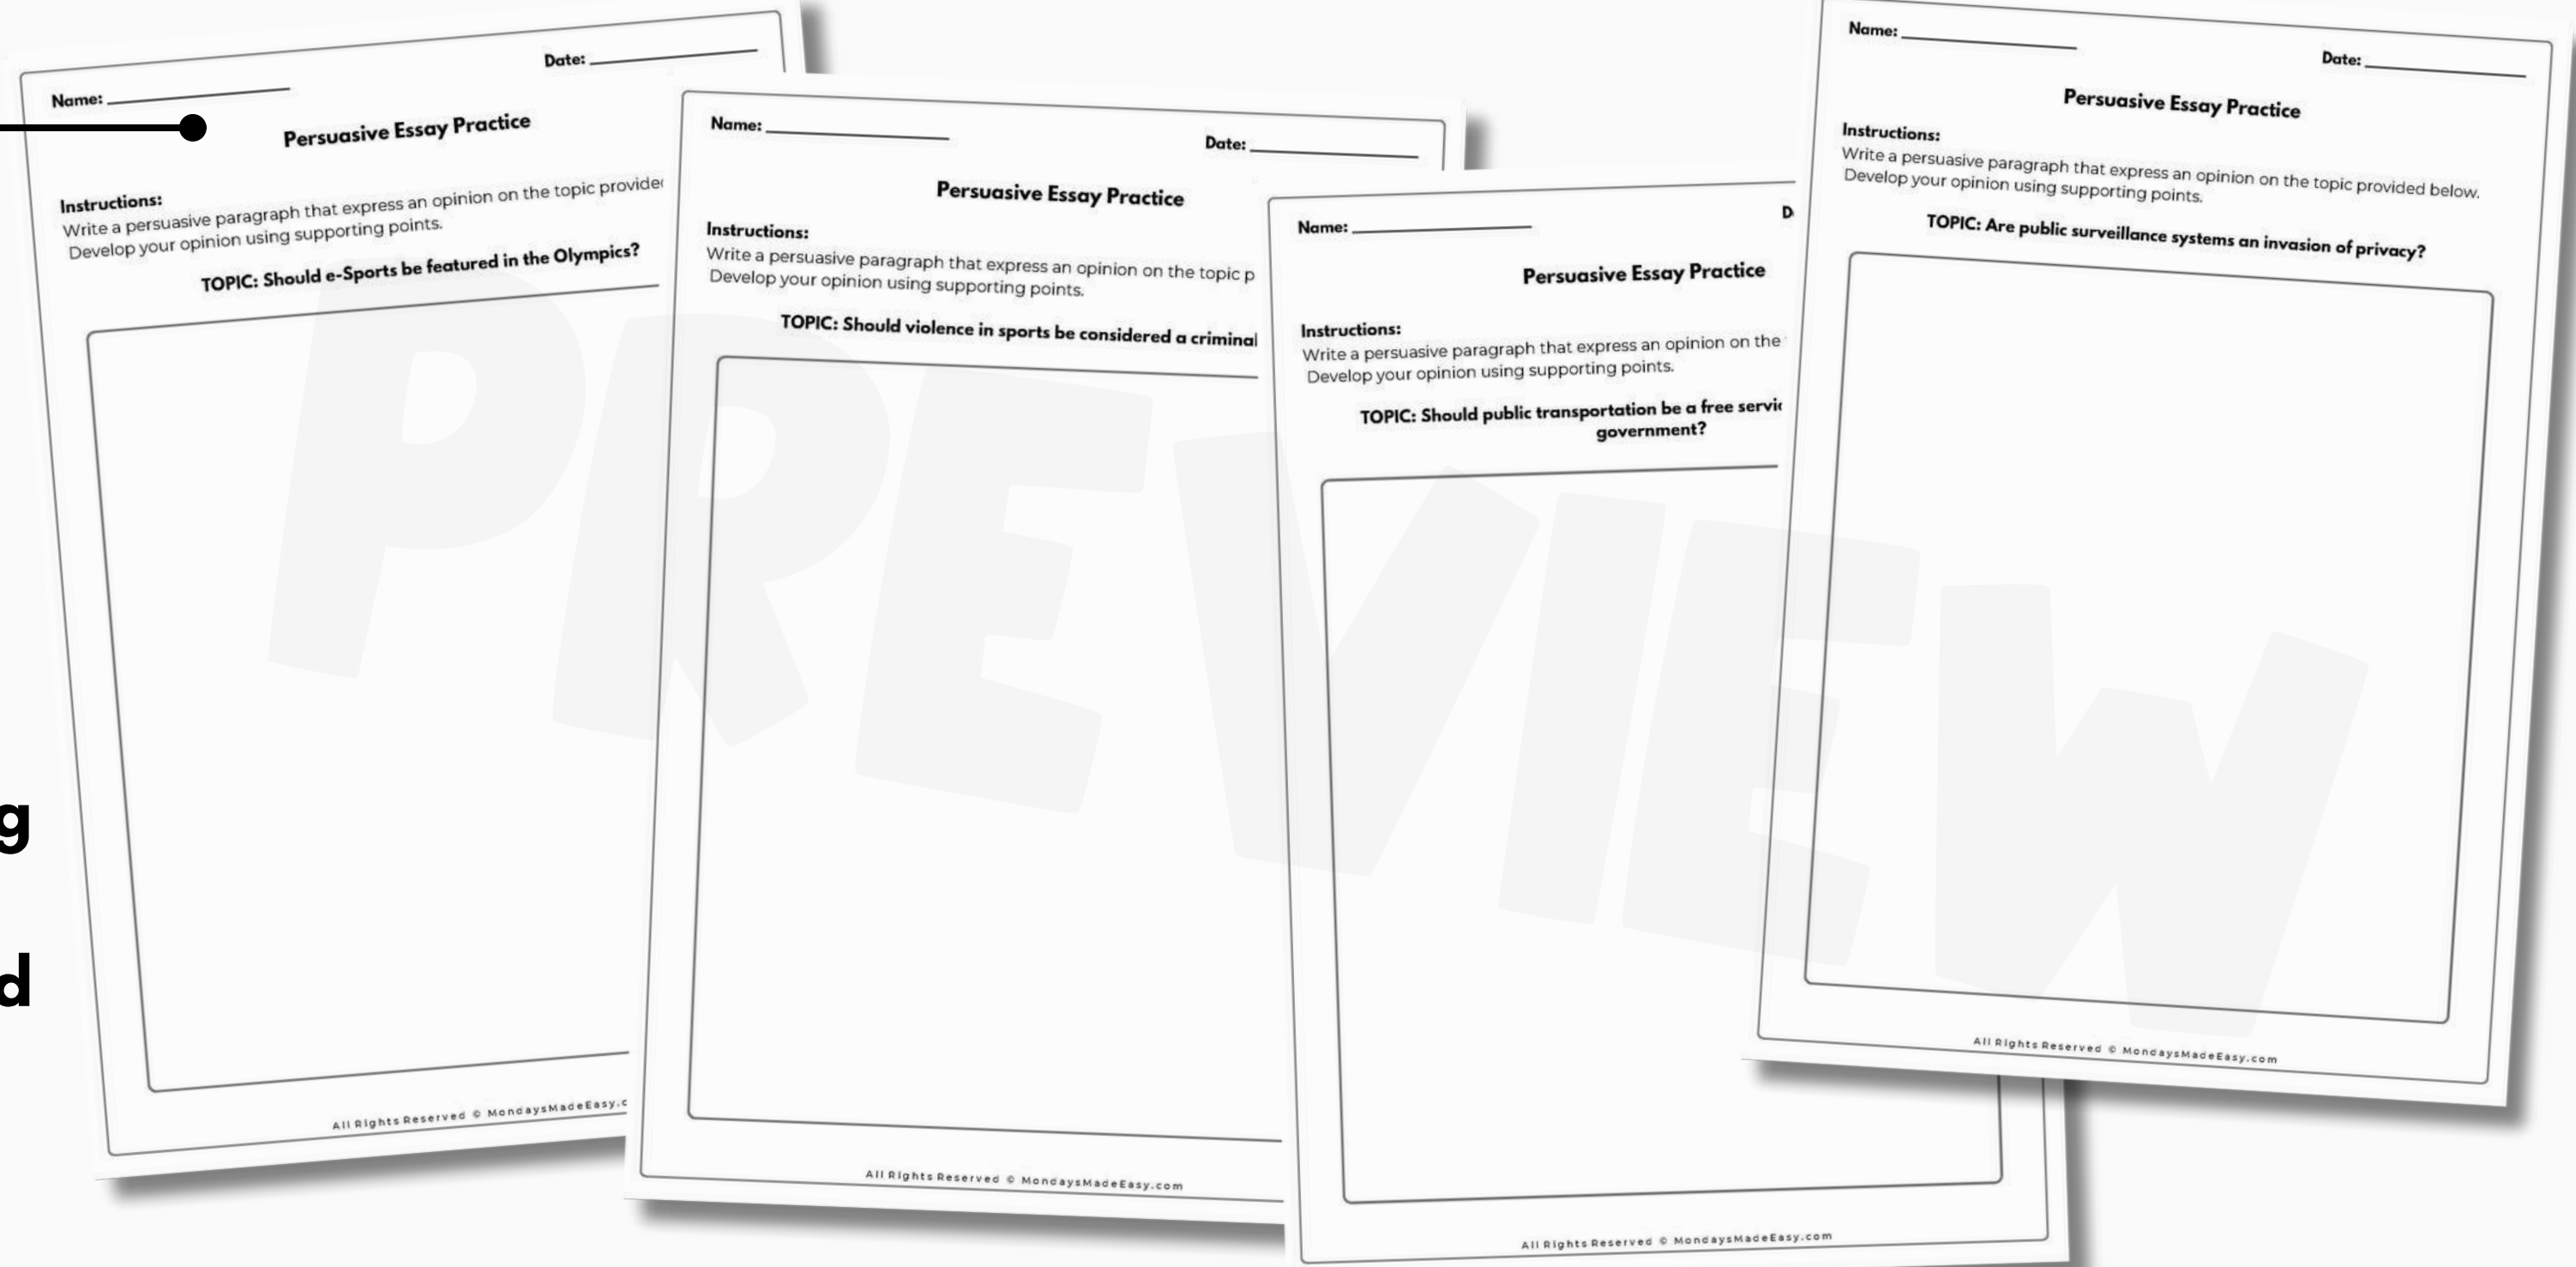 Name:
Date:
Persuasive Essay Practice
Instructions:
Write a persuasive paragraph that express an opinion on the topic
Develop your opinion using supporting points.
TOPIC: Should e-Sports be featured in the Olympics?
All Rights Reserved © MondaysMadeEasy.c
Name:
Date:
Persuasive Essay Practice
Instructions:
Write a persuasive paragraph that express an opinion on the topic p
Develop your opinion using supporting points.
TOPIC: Should violence in sports be considered a criminal
All Rights Reserved © MondaysMadeEasy.com
Name:
D
Persuasive Essay Practice
Instructions:
Write a persuasive paragraph that express an opinion on the
Develop your opinion using supporting points.
TOPIC: Should public transportation be a free
government?
All Rights Reserved © MondaysMadeEasy.com
Name:
Date:
Persuasive Essay Practice
Instructions:
Write a persuasive paragraph that express an opinion on the topic provided below.
Develop your opinion using supporting points.
TOPIC: Are public surveillance systems an invasion of privacy?
All Rights Reserved © MondaysMadeEasy.com
PREVIEW
g
d